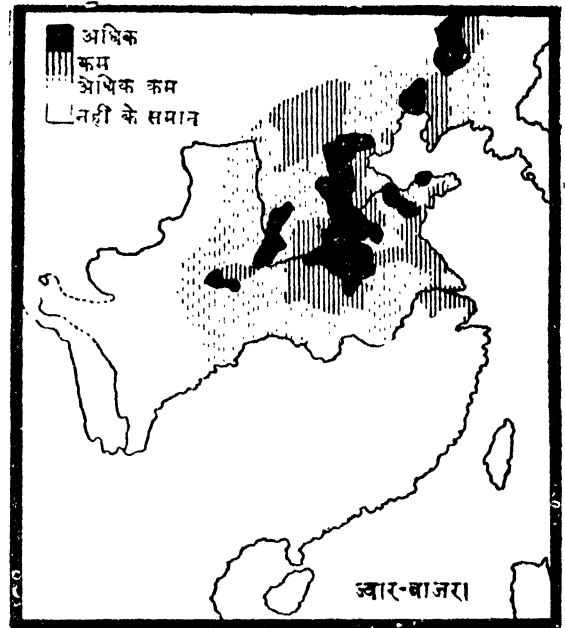 अधिक
कम
अधिक कम
नहीं के समान
ज्वार-बाजरा